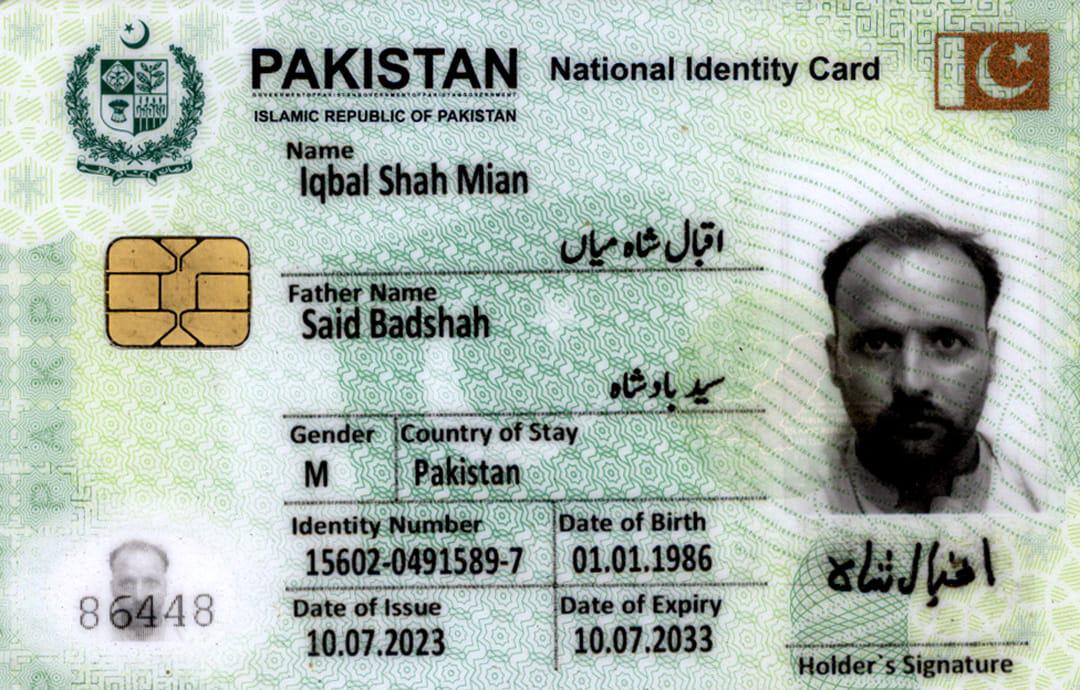 PAKISTAN
National Identity Card
ISLAMIC REPUBLIC OF PAKISTAN
Name
Iqbal Shah Mian
اقبال شاہ میاں
Father Name
Said Badshah
سید بادشاہ
Gender
Country of Stay
M
Pakistan
Identity Number
Date of Birth
15602-0491589-7
01.01.1986
Date of Issue
Date of Expiry
10.07.2023
10.07.2033
86448
اقبال شاہ
Holder`s Signature